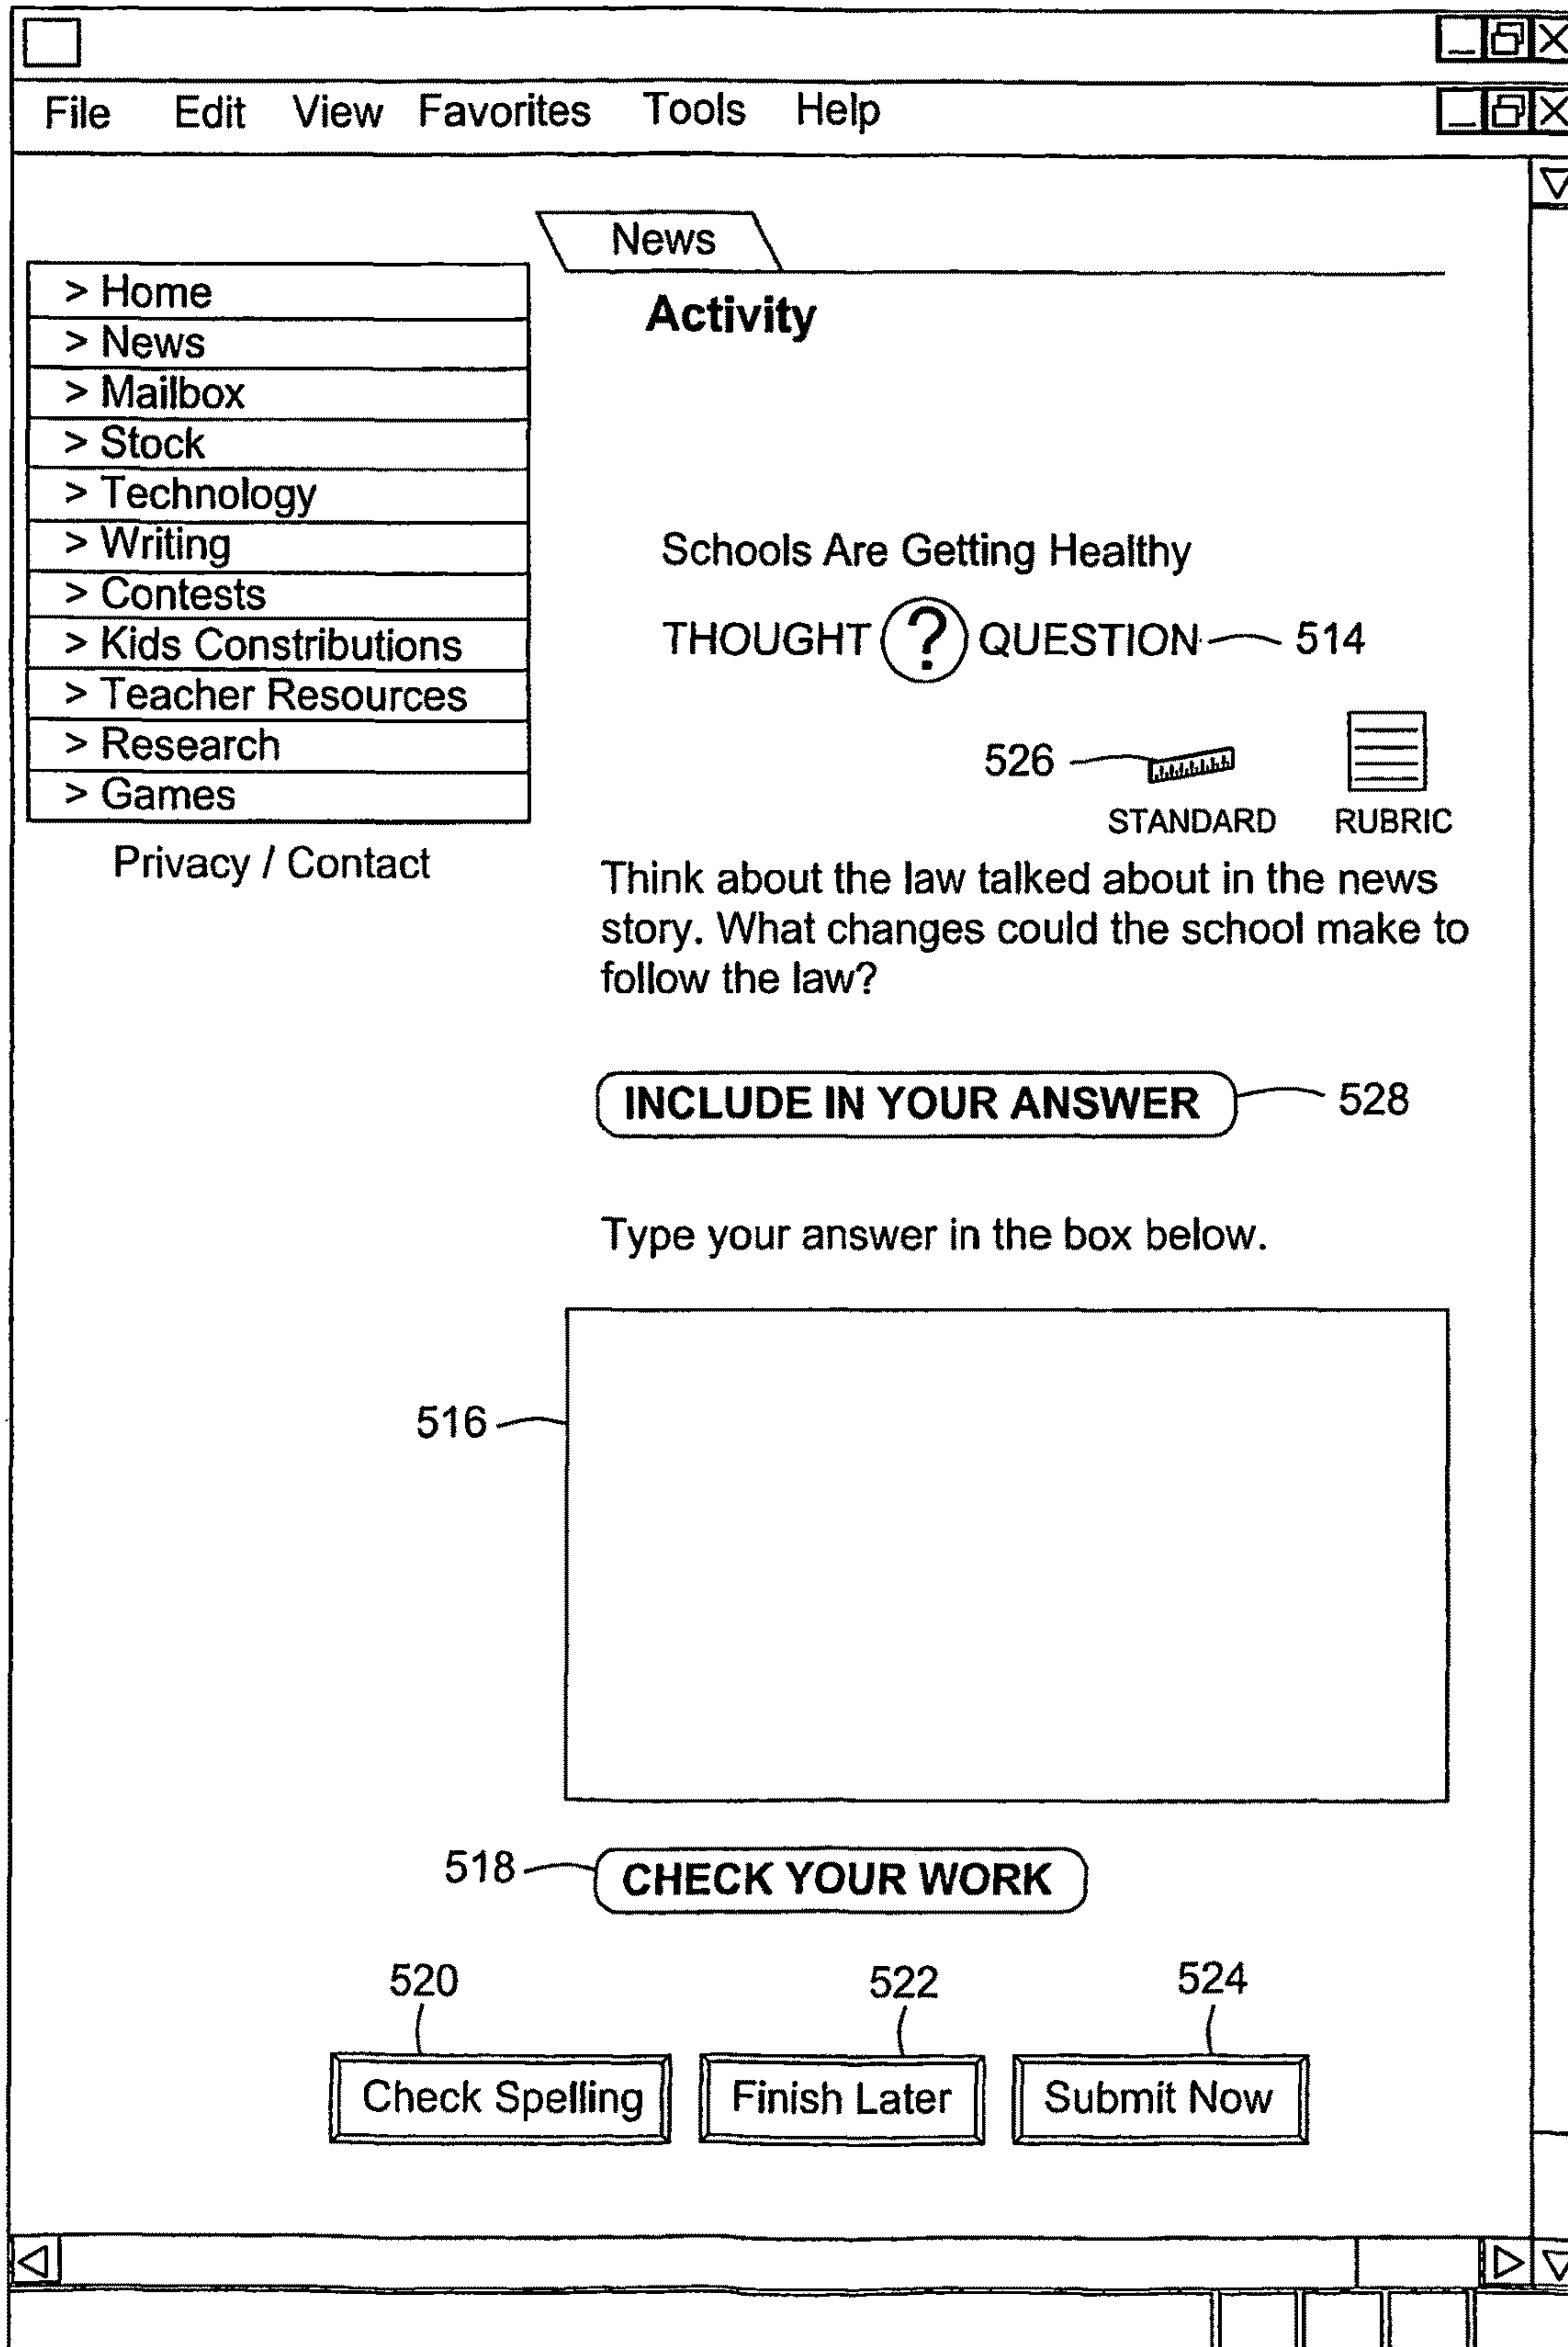 File Edit View Favorites Tools Help
News
> Home
> News
> Mailbox
> Stock
> Technology
> Writing
> Contests
> Kids Constributions
> Teacher Resources
> Research
> Games
Privacy / Contact
Activity
Schools Are Getting Healthy
THOUGHT ? QUESTION 514
526
STANDARD RUBRIC
Think about the law talked about in the news
story. What changes could the school make to
follow the law?
INCLUDE IN YOUR ANSWER 528
Type your answer in the box below.
516
518 CHECK YOUR WORK
520 522 524
Check Spelling Finish Later Submit Now